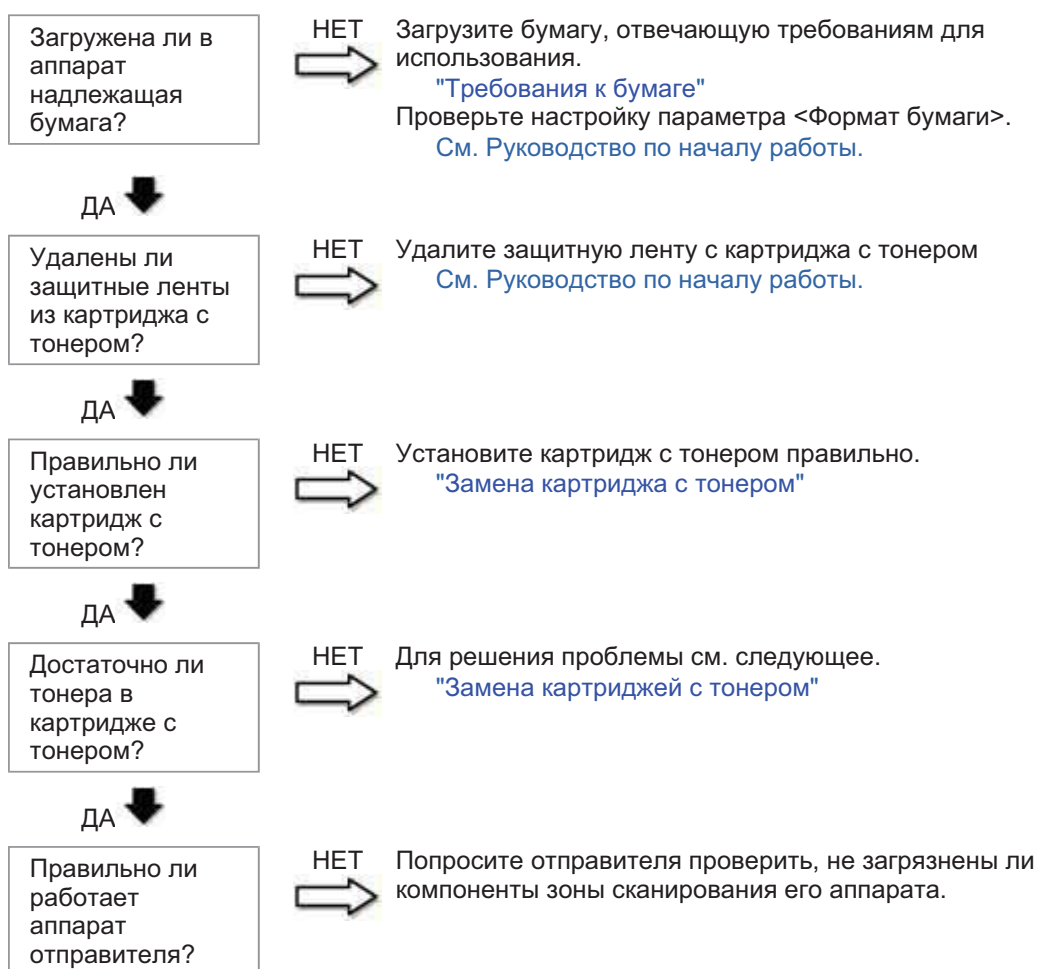 Загружена ли в
аппарат
надлежащая
бумага?
НЕТ
Загрузите бумагу, отвечающую требованиям для
использования.
"Требования к бумаге"
Проверьте настройку параметра <Формат бумаги>.
См. Руководство по началу работы.
ДА
Удалены ли
защитные ленты
из картриджа с
тонером?
НЕТ
Удалите защитную ленту с картриджа с тонером
См. Руководство по началу работы.
ДА
Правильно ли
установлен
картридж с
тонером?
НЕТ
Установите картридж с тонером правильно.
"Замена картриджа с тонером"
ДА
Достаточно ли
тонера в
картридже с
тонером?
НЕТ
Для решения проблемы см. следующее.
"Замена картриджей с тонером"
ДА
Правильно ли
работает
аппарат
отправителя?
НЕТ
Попросите отправителя проверить, не загрязнены ли
компоненты зоны сканирования его аппарата.